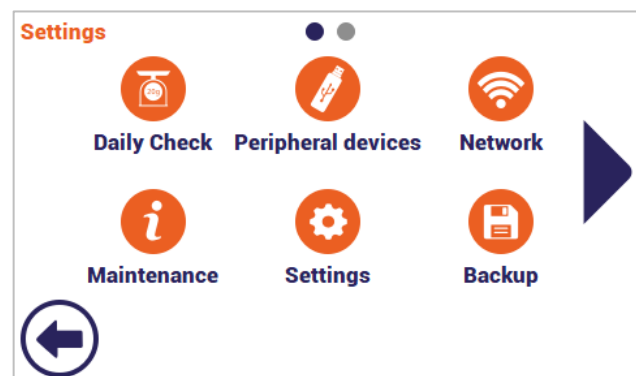 Settings
20g
Daily Check Peripheral devices Network
Maintenance Settings Backup